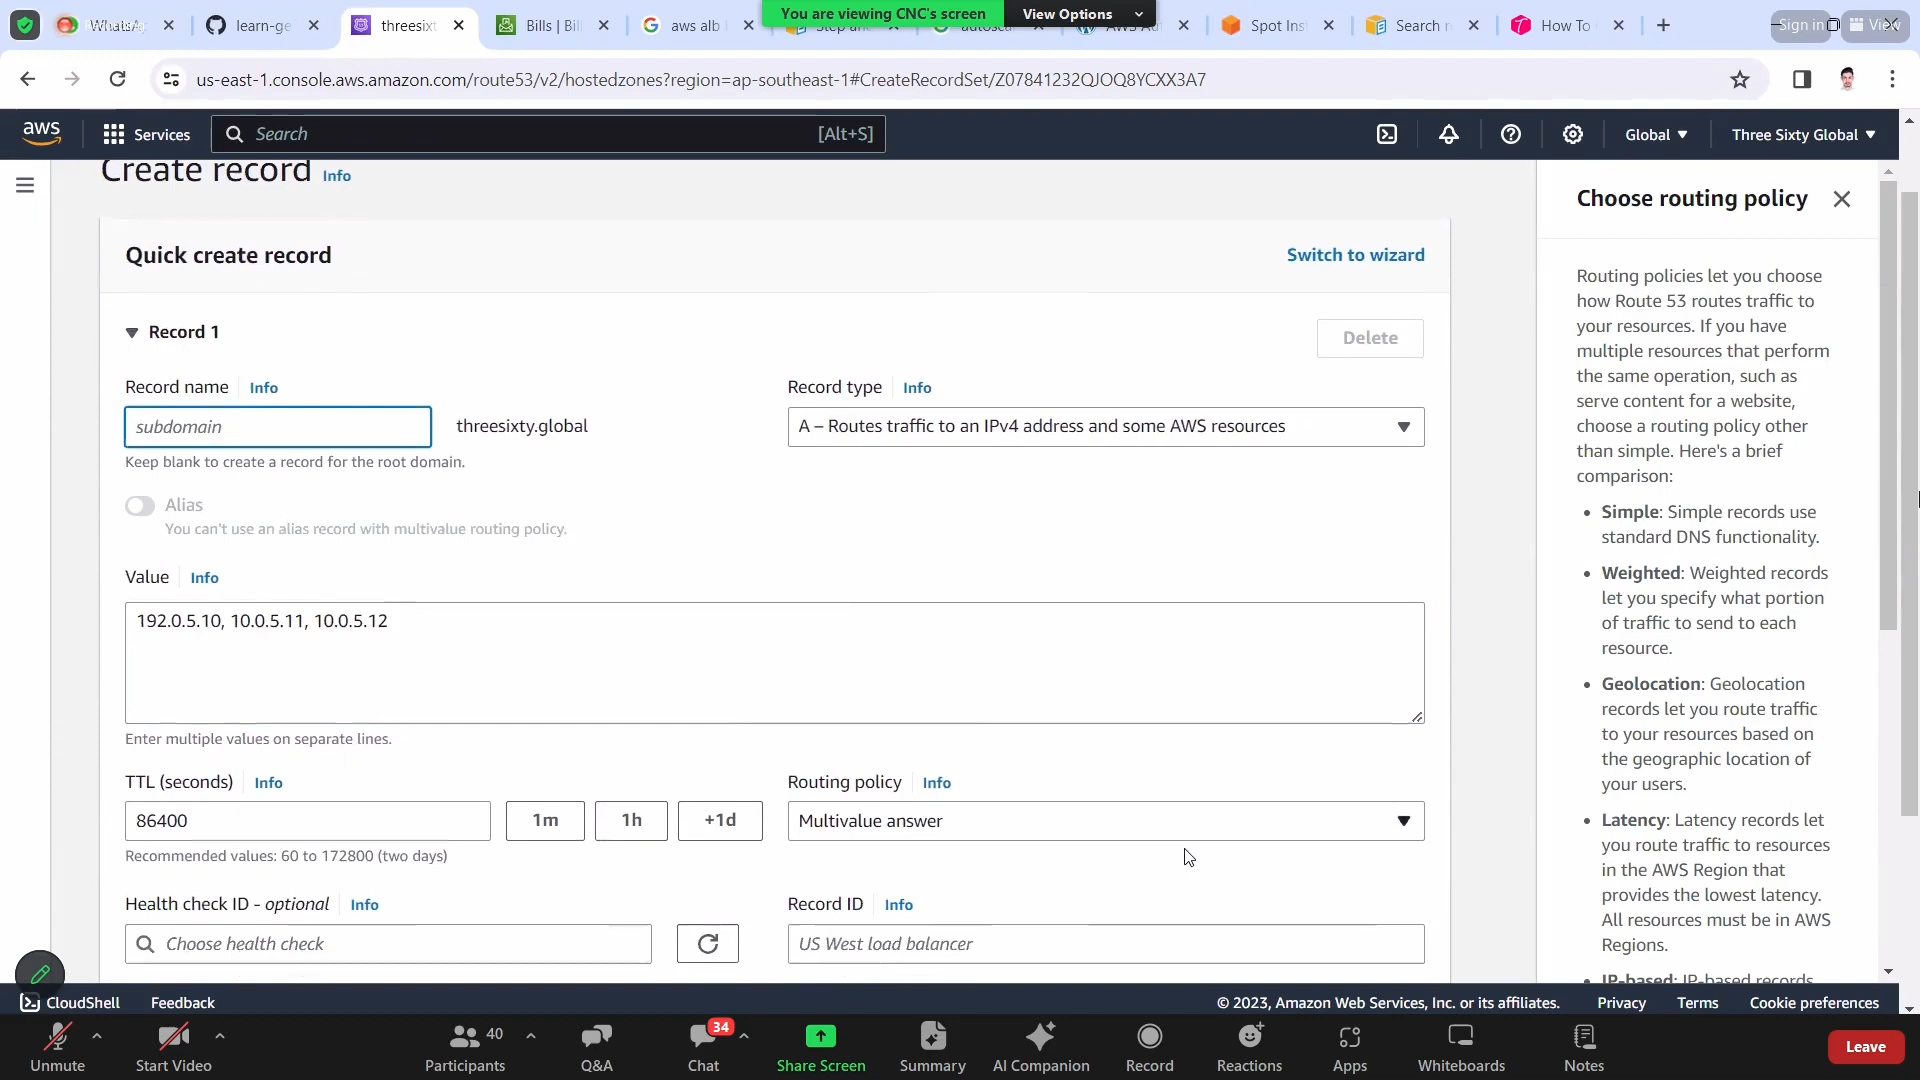 WhatsA
learn-ge
threesixt
Bills | Bil
aws alb
You are viewing CNC's screen
View Options
Spot Ins
Search r
How To
Sign in
View
us-east-1.console.aws.amazon.com/route53/v2/hostedzones?region=ap-southeast-1#CreateRecordSet/Z07841232QJOQ8YCXX3A7
aws
Services
Search
[Alt+S]
Global
Three Sixty Global
Create record Info
Quick create record
Switch to wizard
Record 1
Delete
Record name Info
subdomain
threesixty.global
Keep blank to create a record for the root domain.
Record type Info
A – Routes traffic to an IPv4 address and some AWS resources
Alias
You can't use an alias record with multivalue routing policy.
Value Info
192.0.5.10, 10.0.5.11, 10.0.5.12
Enter multiple values on separate lines.
TTL (seconds) Info
86400
1m
1h
+1d
Recommended values: 60 to 172800 (two days)
Routing policy Info
Multivalue answer
Health check ID - optional Info
Choose health check
Record ID Info
US West load balancer
Choose routing policy
Routing policies let you choose
how Route 53 routes traffic to
your resources. If you have
multiple resources that perform
the same operation, such as
serve content for a website,
choose a routing policy other
than simple. Here's a brief
comparison:
Simple: Simple records use
standard DNS functionality.
Weighted: Weighted records
let you specify what portion
of traffic to send to each
resource.
Geolocation: Geolocation
records let you route traffic
to your resources based on
the geographic location of
your users.
Latency: Latency records let
you route traffic to resources
in the AWS Region that
provides the lowest latency.
All resources must be in AWS
Regions.
IP-based: IP-based records
CloudShell
Feedback
© 2023, Amazon Web Services, Inc. or its affiliates.
Privacy
Terms
Cookie preferences
Unmute
Start Video
40
Participants
Q&A
34
Chat
Share Screen
Summary
AI Companion
Record
Reactions
Apps
Whiteboards
Notes
Leave